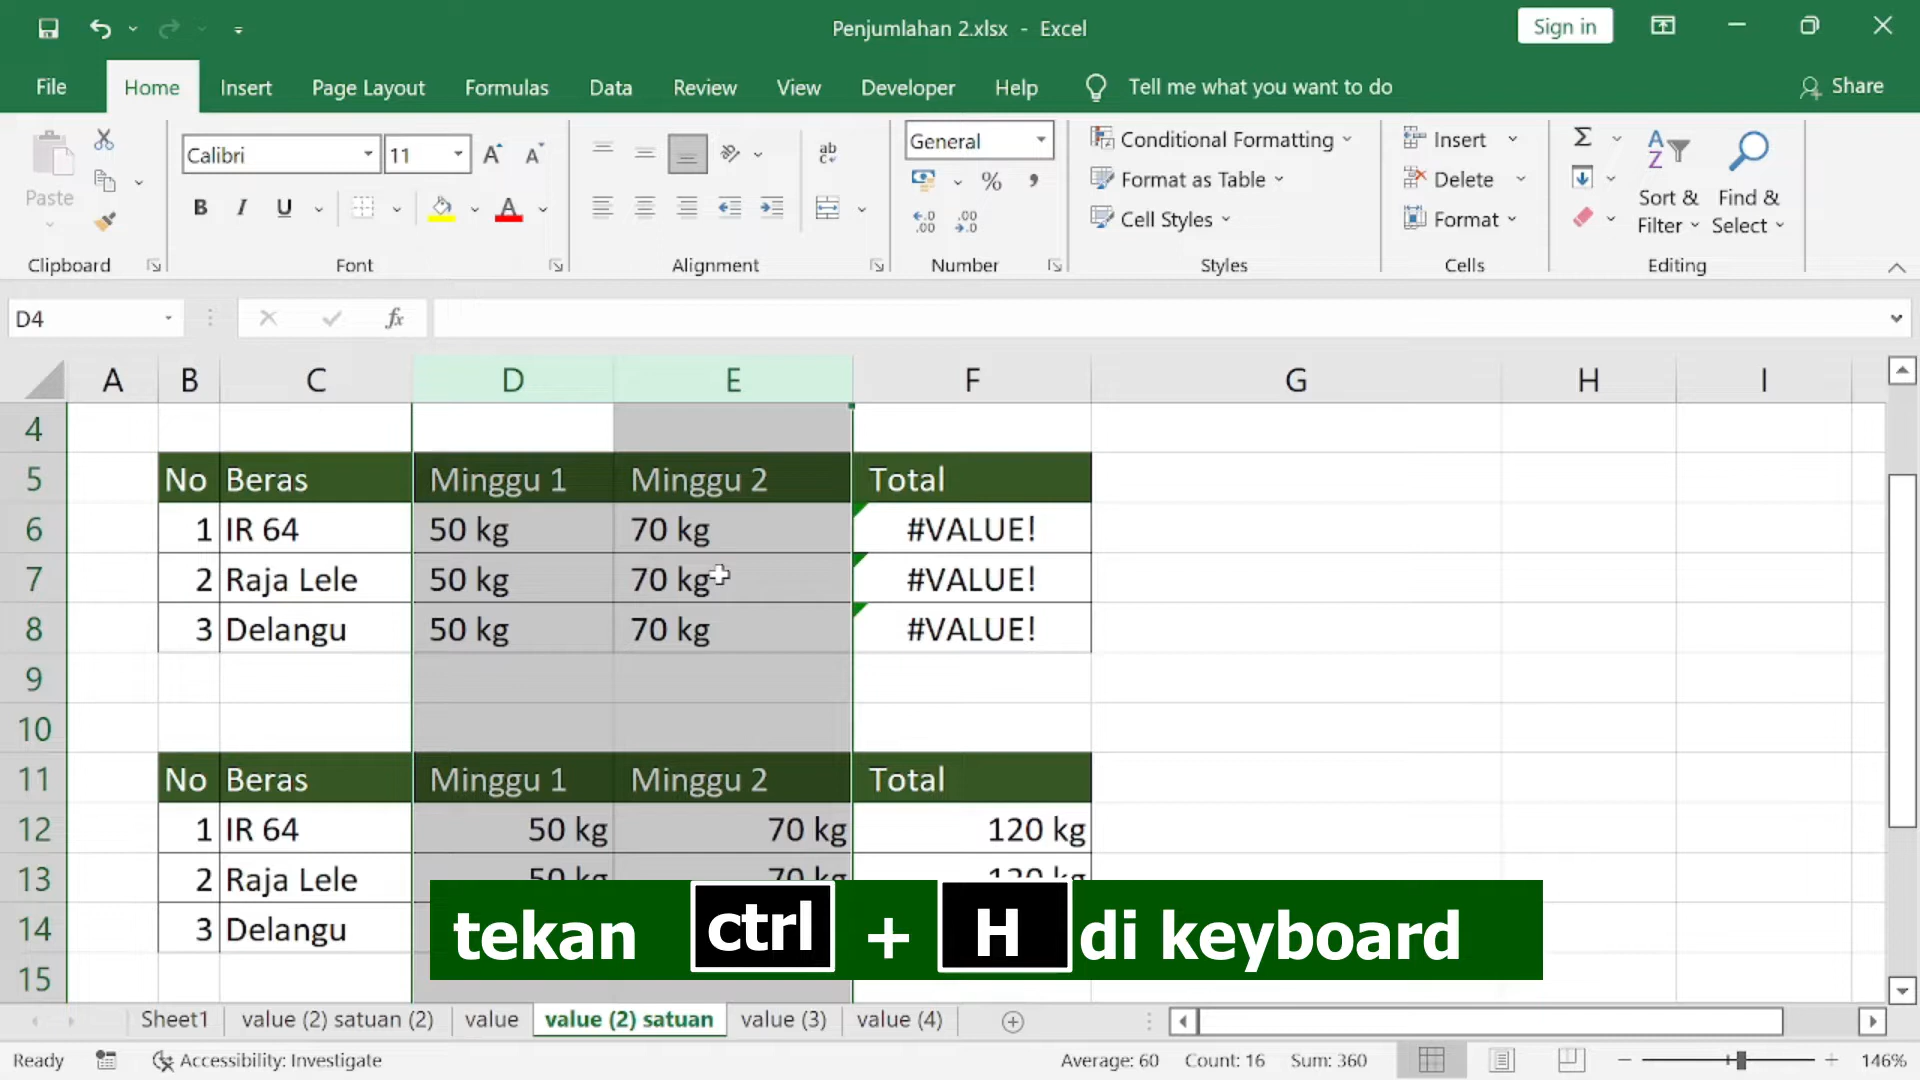 Penjumlahan 2.xlsx - Excel
Sign in
File Home Insert Page Layout Formulas Data Review View Developer Help Tell me what you want to do Share
Paste
Clipboard
Calibri 11
B I U
Font
ab
Alignment
General
%
Number
Conditional Formatting
Format as Table
Cell Styles
Styles
Insert
Delete
Format
Cells
Sort & Filter
Find & Select
Editing
D4 fx
A B C D E F G H I
4
5 No Beras Minggu 1 Minggu 2 Total
6 1 IR 64 50 kg 70 kg #VALUE!
7 2 Raja Lele 50 kg 70 kg #VALUE!
8 3 Delangu 50 kg 70 kg #VALUE!
9
10
11 No Beras Minggu 1 Minggu 2 Total
12 1 IR 64 50 kg 70 kg 120 kg
13 2 Raja Lele 50 kg 70 kg 120 kg
14 3 Delangu
15
tekan ctrl + H di keyboard
Sheet1 value (2) satuan (2) value value (2) satuan value (3) value (4)
Ready Accessibility: Investigate Average: 60 Count: 16 Sum: 360 146%